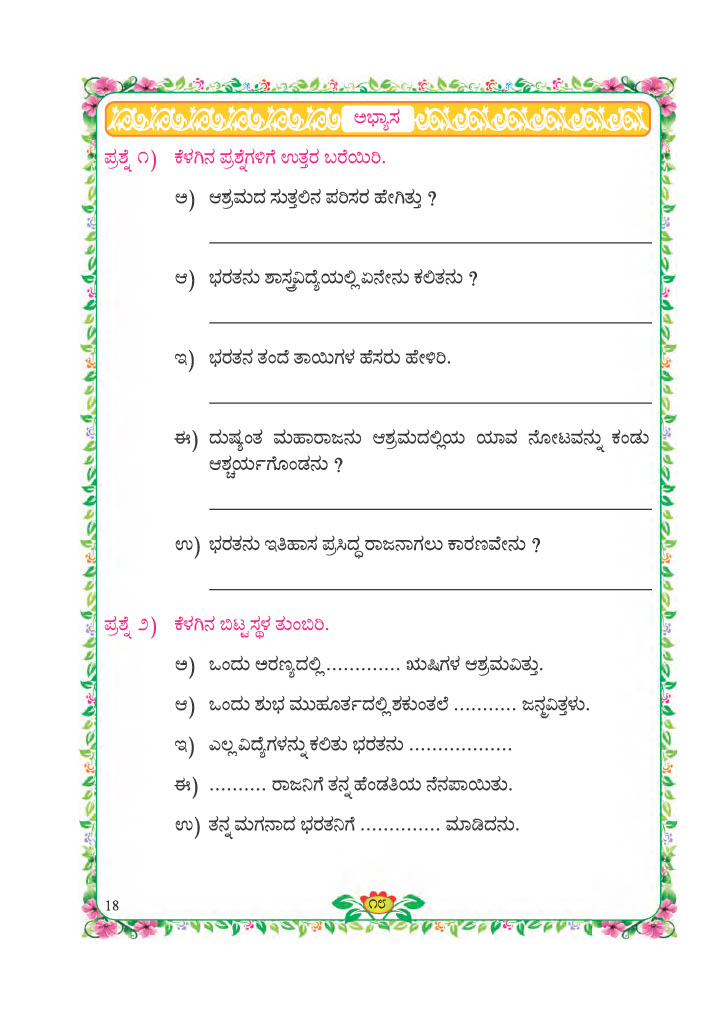 ಅಭ್ಯಾಸ
ಪ್ರಶ್ನೆ ೧) ಕೆಳಗಿನ ಪ್ರಶ್ನೆಗಳಿಗೆ ಉತ್ತರ ಬರೆಯಿರಿ.
ಅ) ಆಶ್ರಮದ ಸುತ್ತಲಿನ ಪರಿಸರ ಹೇಗಿತ್ತು ?
ಆ) ಭರತನು ಶಾಸ್ತ್ರವಿದ್ಯೆಯಲ್ಲಿ ಏನೇನು ಕಲಿತನು ?
ಇ) ಭರತನ ತಂದೆ ತಾಯಿಗಳ ಹೆಸರು ಹೇಳಿರಿ.
ಈ) ದುಷ್ಯಂತ ಮಹಾರಾಜನು ಆಶ್ರಮದಲ್ಲಿಯ ಯಾವ ನೋಟವನ್ನು ಕಂಡು
ಆಶ್ಚರ್ಯಗೊಂಡನು ?
ಉ) ಭರತನು ಇತಿಹಾಸ ಪ್ರಸಿದ್ಧ ರಾಜನಾಗಲು ಕಾರಣವೇನು ?
ಪ್ರಶ್ನೆ ೨) ಕೆಳಗಿನ ಬಿಟ್ಟಸ್ಥಳ ತುಂಬಿರಿ.
ಅ) ಒಂದು ಅರಣ್ಯದಲ್ಲಿ ............. ಋಷಿಗಳ ಆಶ್ರಮವಿತ್ತು.
ಆ) ಒಂದು ಶುಭ ಮುಹೂರ್ತದಲ್ಲಿ ಶಕುಂತಲೆ ........... ಜನ್ಮವಿತ್ತಳು.
ಇ) ಎಲ್ಲ ವಿದ್ಯೆಗಳನ್ನು ಕಲಿತು ಭರತನು ..................
ಈ) .......... ರಾಜನಿಗೆ ತನ್ನ ಹೆಂಡತಿಯ ನೆನಪಾಯಿತು.
ಉ) ತನ್ನ ಮಗನಾದ ಭರತನಿಗೆ .............. ಮಾಡಿದನು.
18
೧೮